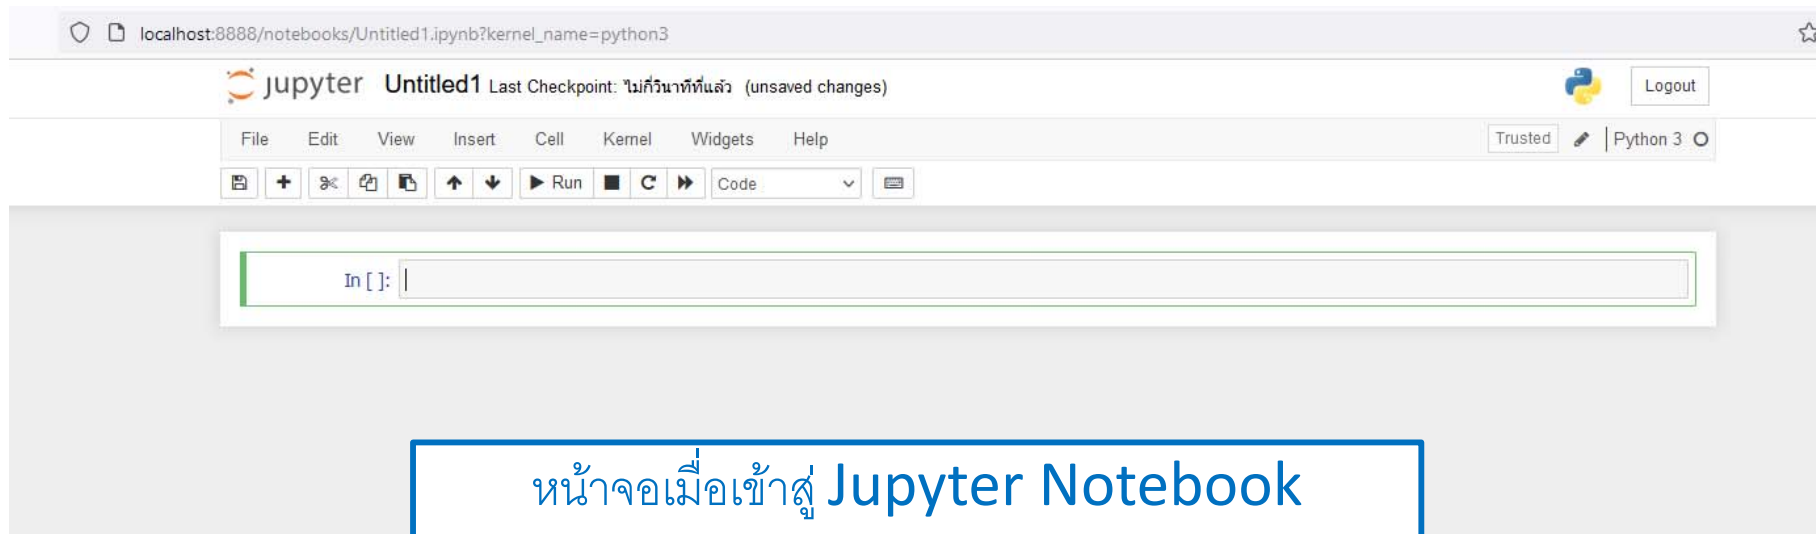 localhost:8888/notebooks/Untitled1.ipynb?kernel_name=python3
jupyter Untitled1 Last Checkpoint: ไม่กี่วินาทีที่แล้ว (unsaved changes)
Logout
File Edit View Insert Cell Kernel Widgets Help
Trusted Python 3
Run Code
In [ ]:
หน้าจอเมื่อเข้าสู่ Jupyter Notebook